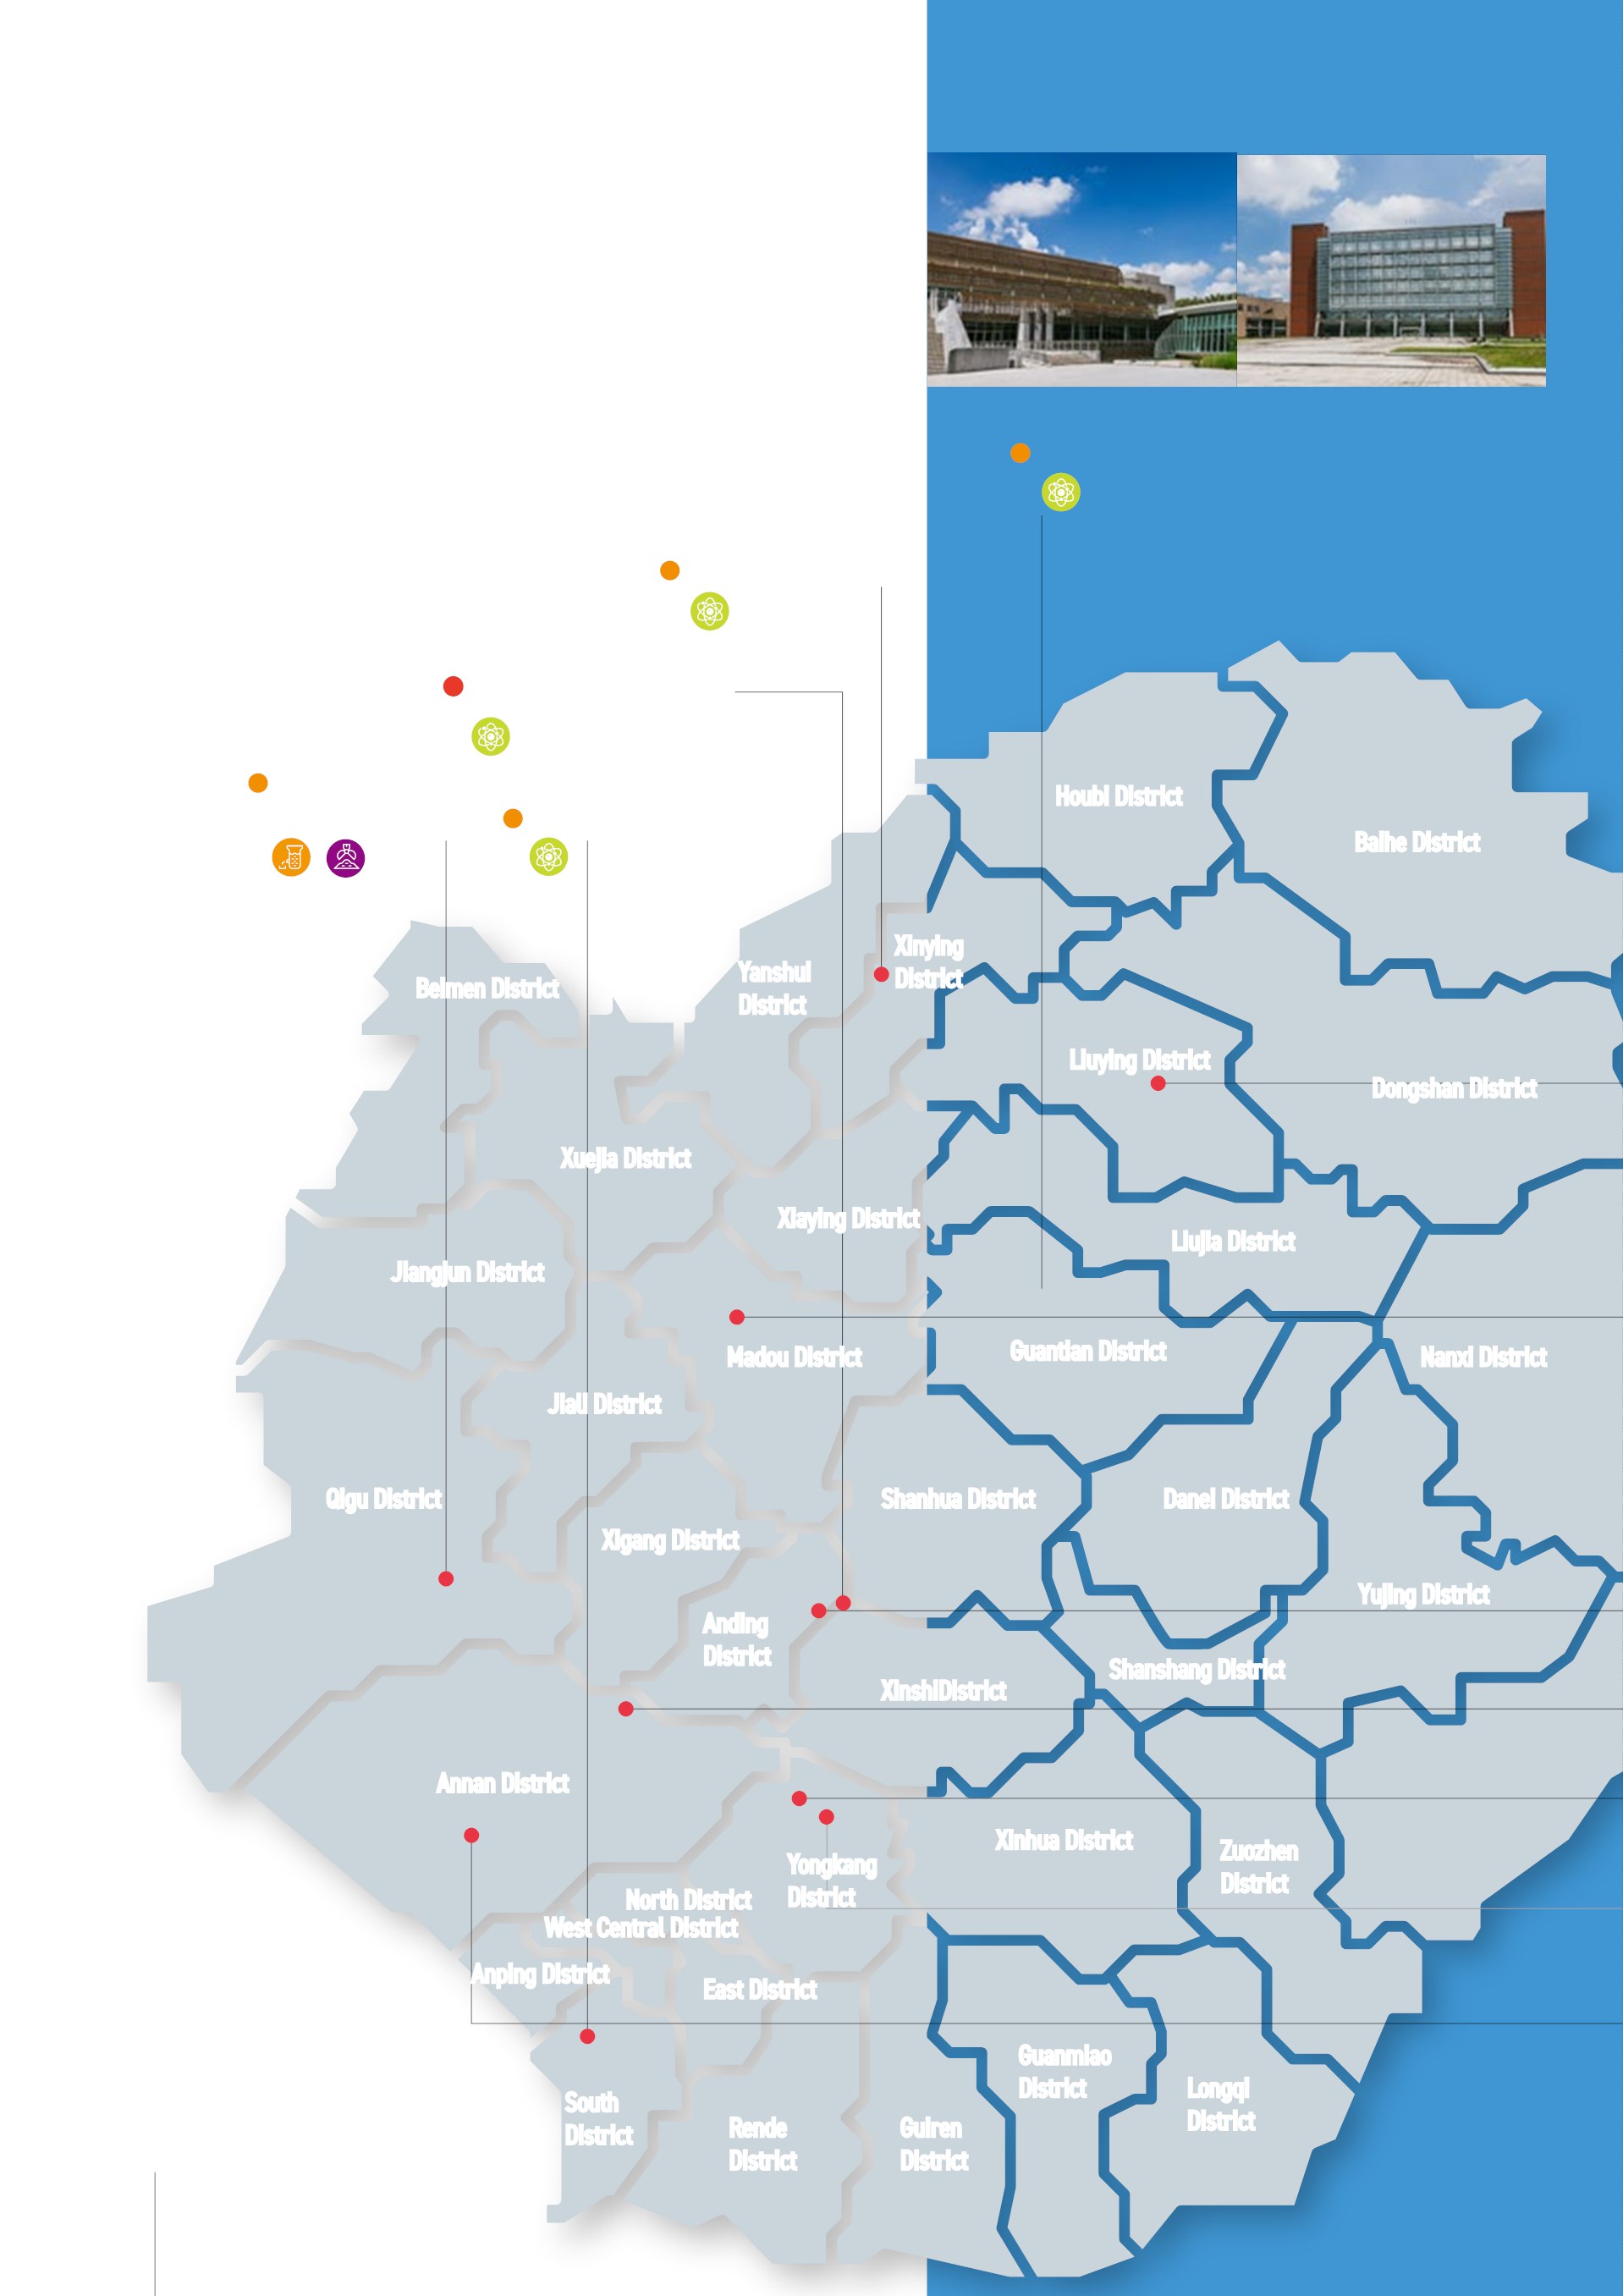 Houbi District
Baihe District
Xinying
District
Yanshui
District
Beimen District
Liuying District
Dongshan District
Xuejia District
Xiaying District
Liujia District
Jiangjun District
Madou District
Guantian District
Nanxi District
Jiali District
Qigu District
Shanhua District
Danei District
Xigang District
Yujing District
Anding
District
Shanshang District
XinshiDistrict
Annan District
Xinhua District
Zuozhen
District
Yongkang
District
North District
West Central District
Anping District
East District
Guanmiao
District
Longqi
District
South
District
Rende
District
Guiren
District